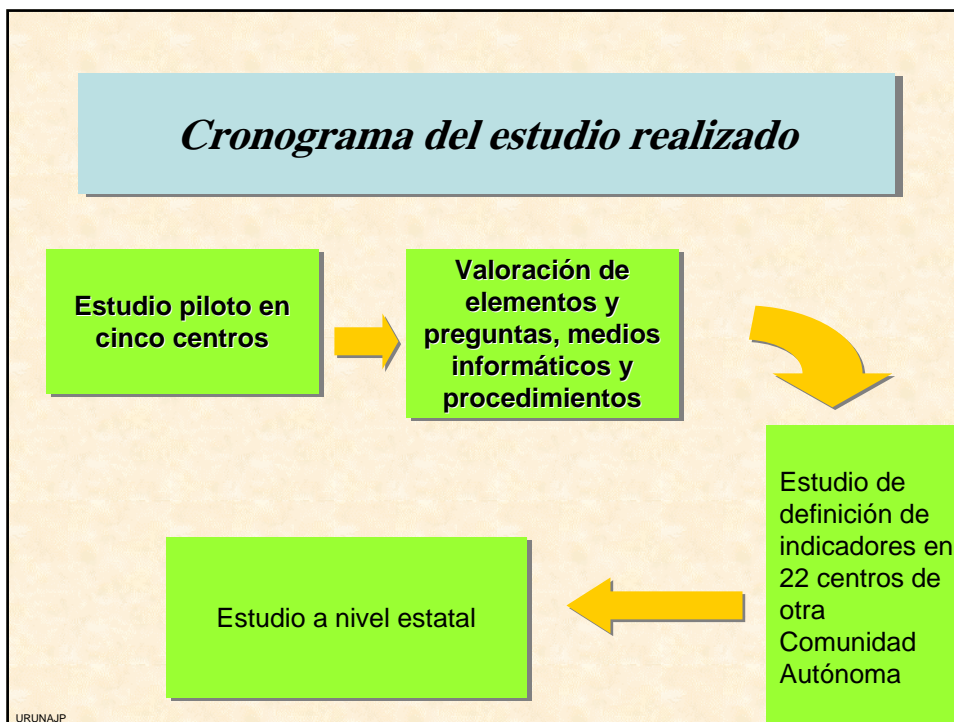 Cronograma del estudio realizado
Estudio piloto en
cinco centros
Valoración de
elementos y
preguntas, medios
informáticos y
procedimientos
Estudio de
definición de
indicadores en
22 centros de
otra
Comunidad
Autónoma
Estudio a nivel estatal
URUNAJP